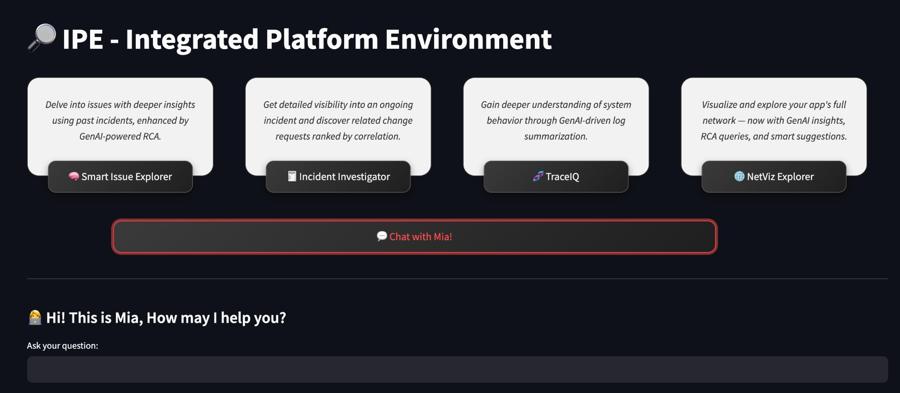 IPE - Integrated Platform Environment
Delve into issues with deeper insights
using past incidents, enhanced by
GenAI-powered RCA.
Smart Issue Explorer
Get detailed visibility into an ongoing
incident and discover related change
requests ranked by correlation.
Incident Investigator
Gain deeper understanding of system
behavior through GenAI-driven log
summarization.
TraceIQ
Visualize and explore your app's full
network — now with GenAI insights,
RCA queries, and smart suggestions.
NetViz Explorer
Chat with Mia!
Hi! This is Mia, How may I help you?
Ask your question: